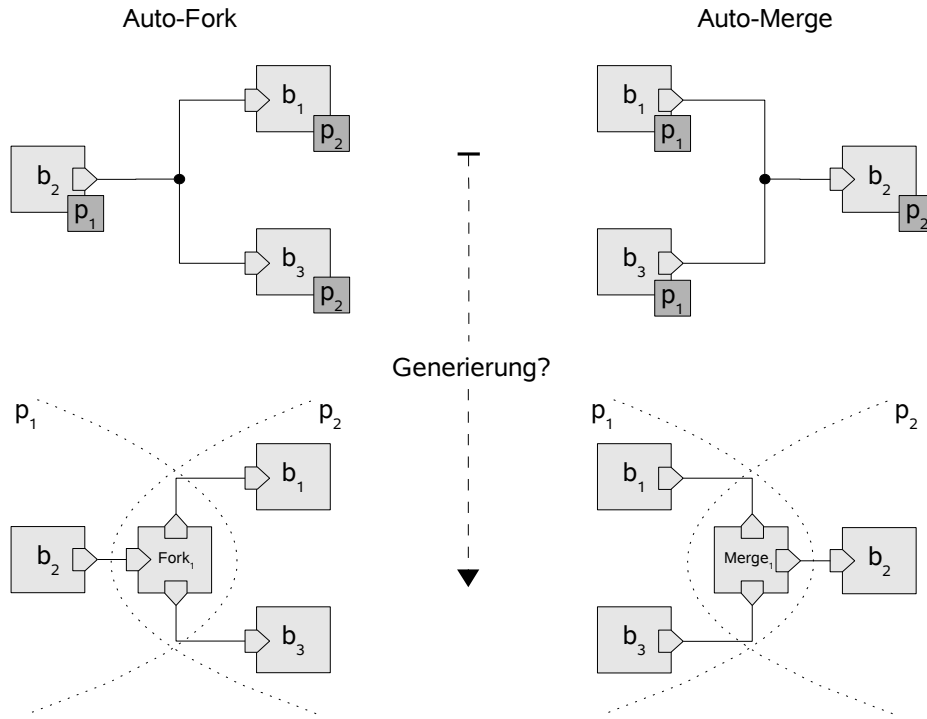 Auto-Fork
Auto-Merge
b₁
p₂
b₂
p₁
b₃
p₂
b₁
p₁
b₂
p₂
b₃
p₁
Generierung?
p₁
p₂
b₁
b₂
Fork₁
b₃
p₁
p₂
b₁
Merge₁
b₂
b₃